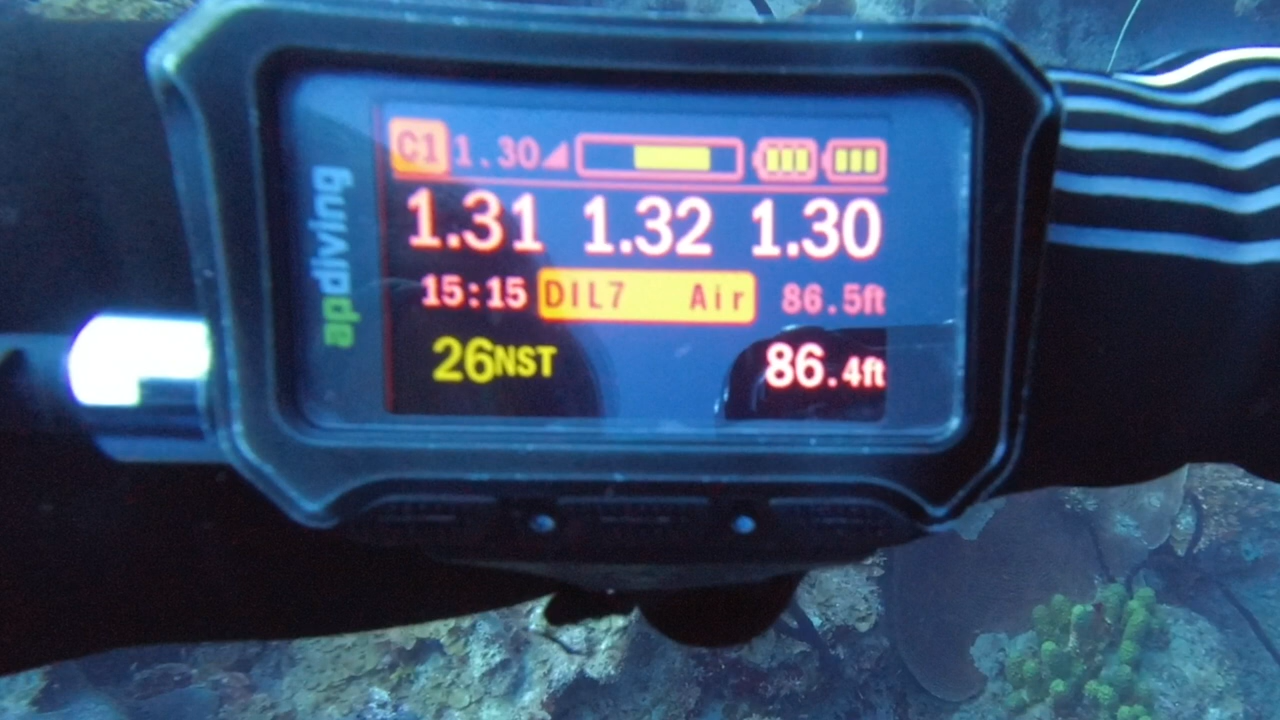 apdiving
C1 1.30
1.31 1.32 1.30
15:15 DIL7 Air 86.5ft
26NST 86.4ft